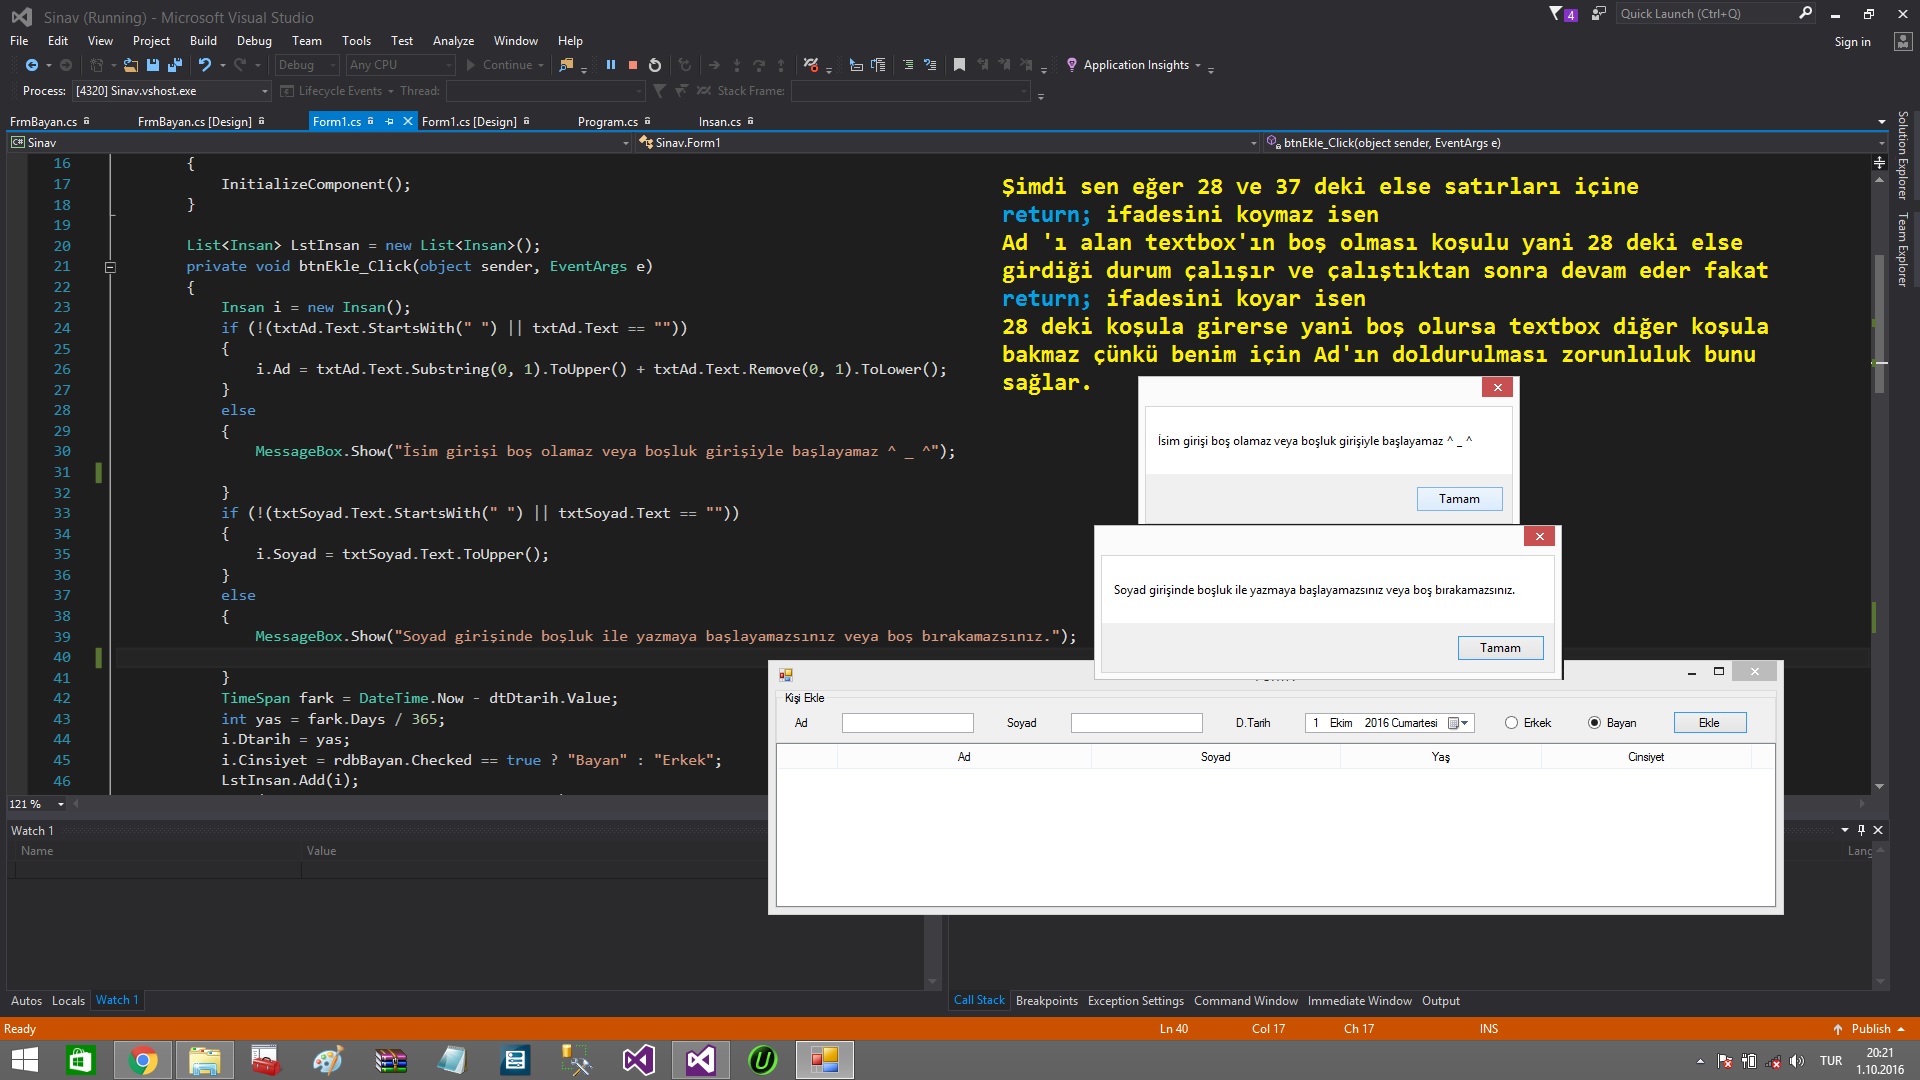 Sinav (Running) - Microsoft Visual Studio
4
Quick Launch (Ctrl+Q)
File Edit View Project Build Debug Team Tools Test Analyze Window Help
Sign in
Debug Any CPU Continue Application Insights
Process: [4320] Sinav.vshost.exe Lifecycle Events Thread: Stack Frame:
FrmBayan.cs FrmBayan.cs [Design] Form1.cs Form1.cs [Design] Program.cs Insan.cs
C# Sinav Sinav.Form1 btnEkle_Click(object sender, EventArgs e)
Solution Explorer
Team Explorer
16 {
17 InitializeComponent();
18 }
19
20 List<Insan> LstInsan = new List<Insan>();
21 private void btnEkle_Click(object sender, EventArgs e)
22 {
23 Insan i = new Insan();
24 if (!(txtAd.Text.StartsWith(" ") || txtAd.Text == ""))
25 {
26 i.Ad = txtAd.Text.Substring(0, 1).ToUpper() + txtAd.Text.Remove(0, 1).ToLower();
27 }
28 else
29 {
30 MessageBox.Show("İsim girişi boş olamaz veya boşluk girişiyle başlayamaz ^ _ ^");
31
32 }
33 if (!(txtSoyad.Text.StartsWith(" ") || txtSoyad.Text == ""))
34 {
35 i.Soyad = txtSoyad.Text.ToUpper();
36 }
37 else
38 {
39 MessageBox.Show("Soyad girişinde boşluk ile yazmaya başlayamazsınız veya boş bırakamazsınız.");
40
41 }
42 TimeSpan fark = DateTime.Now - dtDtarih.Value;
43 int yas = fark.Days / 365;
44 i.Dtarih = yas;
45 i.Cinsiyet = rdbBayan.Checked == true ? "Bayan" : "Erkek";
46 LstInsan.Add(i);
Şimdi sen eğer 28 ve 37 deki else satırları içine
return; ifadesini koymaz isen
Ad 'ı alan textbox'ın boş olması koşulu yani 28 deki else
girdiği durum çalışır ve çalıştıktan sonra devam eder fakat
return; ifadesini koyar isen
28 deki koşula girerse yani boş olursa textbox diğer koşula
bakmaz çünkü benim için Ad'ın doldurulması zorunluluk bunu
sağlar.
İsim girişi boş olamaz veya boşluk girişiyle başlayamaz ^ _ ^
Tamam
Soyad girişinde boşluk ile yazmaya başlayamazsınız veya boş bırakamazsınız.
Tamam
Kişi Ekle
Ad Soyad D.Tarih 1 Ekim 2016 Cumartesi Erkek Bayan Ekle
Ad Soyad Yaş Cinsiyet
121 %
Watch 1
Name Value
Lang
Autos Locals Watch 1
Call Stack Breakpoints Exception Settings Command Window Immediate Window Output
Ready Ln 40 Col 17 Ch 17 INS Publish
TUR
20:21
1.10.2016